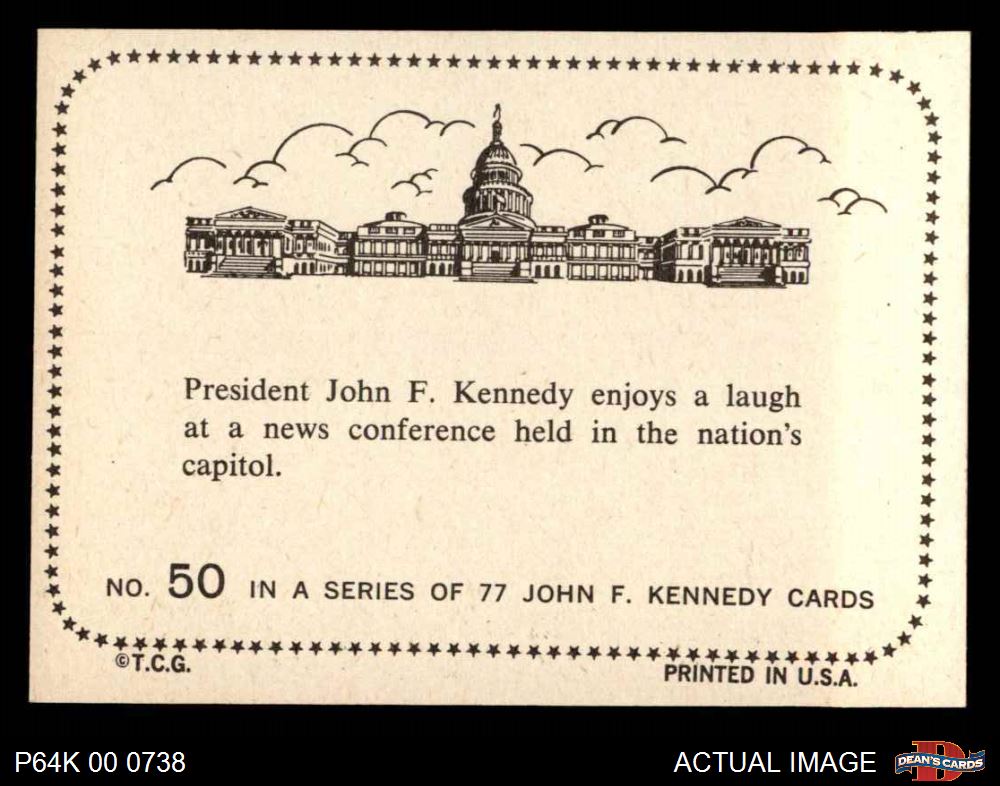 President John F. Kennedy enjoys a laugh
at a news conference held in the nation's
capitol.
NO. 50 IN A SERIES OF 77 JOHN F. KENNEDY CARDS
©T.C.G.
PRINTED IN U.S.A.
P64K 00 0738
ACTUAL IMAGE
D
DEAN'S CARDS